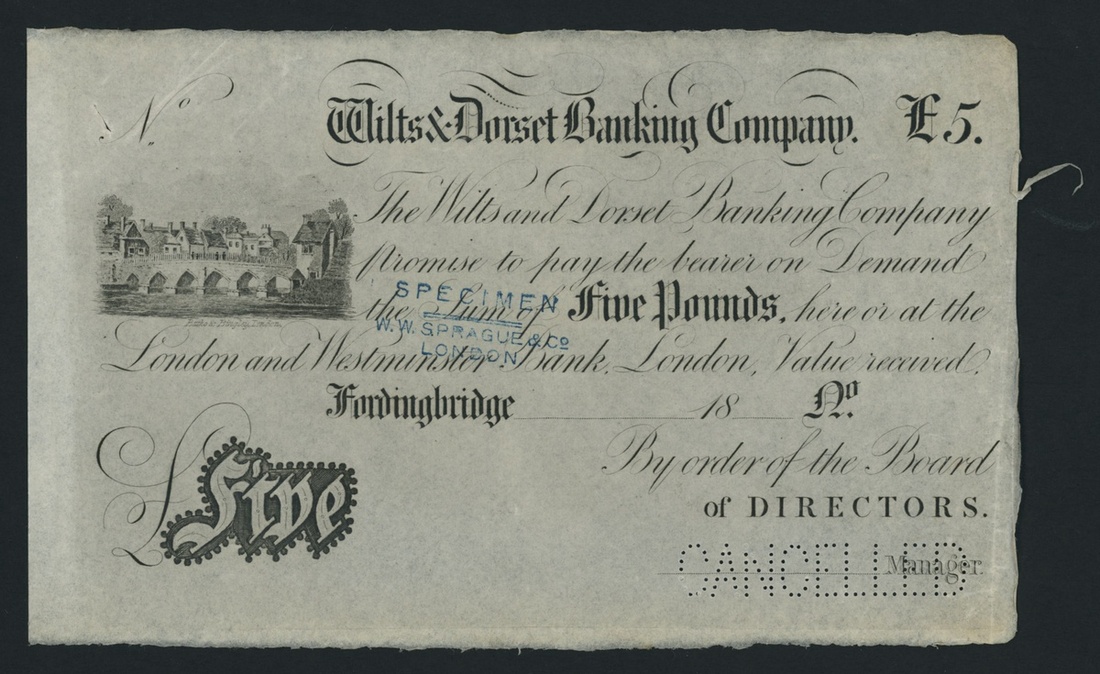 No.
Wilts & Dorset Banking Company. £5.
The Wilts and Dorset Banking Company
promise to pay the bearer on Demand
the Sum of Five Pounds, here or at the
London and Westminster Bank, London, Value received.
SPECIMEN
W.W. SPRAGUE & Co
LONDON
Fordingbridge 18 No.
By order of the Board
of DIRECTORS.
£Five
CANCELLED
Manager.